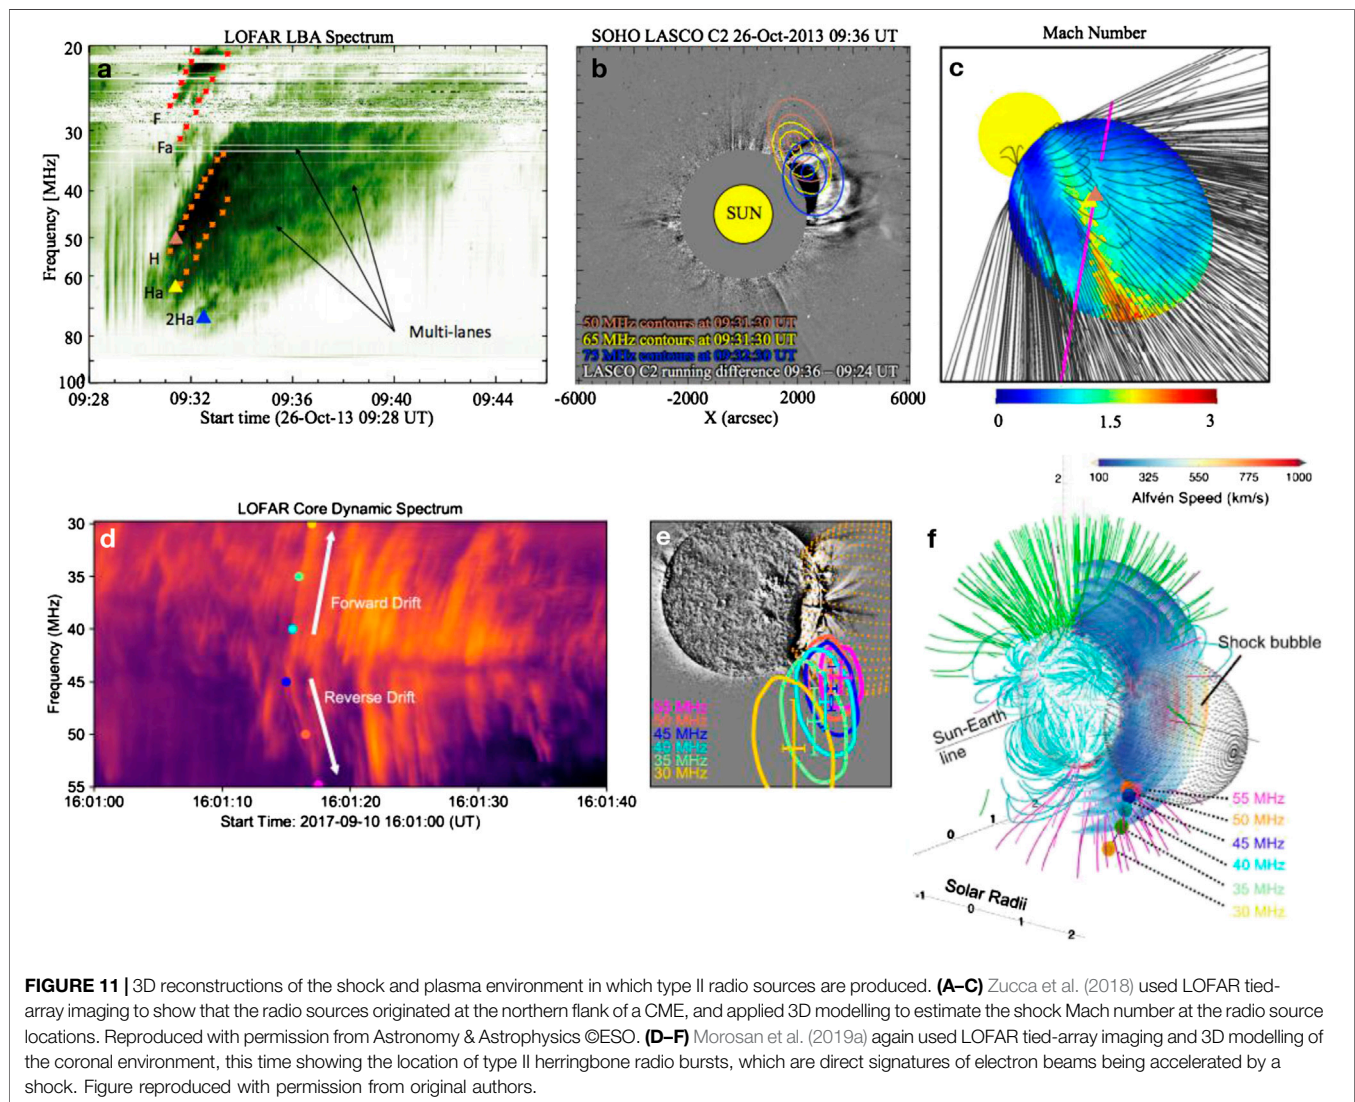 LOFAR LBA Spectrum
a
20
30
40
50
60
80
100
Frequency [MHz]
F
Fa
H
Ha
2Ha
Multi-lanes
09:28
09:32
09:36
09:40
09:44
Start time (26-Oct-13 09:28 UT)
SOHO LASCO C2 26-Oct-2013 09:36 UT
b
SUN
50 MHz contours at 09:31:30 UT
65 MHz contours at 09:31:30 UT
75 MHz contours at 09:32:30 UT
LASCO C2 running difference 09:36 – 09:24 UT
-6000
-2000
2000
6000
X (arcsec)
Mach Number
c
0
1.5
3
LOFAR Core Dynamic Spectrum
d
30
35
40
45
50
55
Frequency (MHz)
Forward Drift
Reverse Drift
16:01:00
16:01:10
16:01:20
16:01:30
16:01:40
Start Time: 2017-09-10 16:01:00 (UT)
e
55 MHz
50 MHz
45 MHz
40 MHz
35 MHz
30 MHz
100
325
550
775
1000
Alfvén Speed (km/s)
f
2
1
Shock bubble
Sun-Earth
line
2
1
0
55 MHz
50 MHz
45 MHz
40 MHz
35 MHz
30 MHz
Solar Radii
-1
0
1
2
FIGURE 11 | 3D reconstructions of the shock and plasma environment in which type II radio sources are produced. (A–C) Zucca et al. (2018) used LOFAR tied-
array imaging to show that the radio sources originated at the northern flank of a CME, and applied 3D modelling to estimate the shock Mach number at the radio source
locations. Reproduced with permission from Astronomy & Astrophysics ©ESO. (D–F) Morosan et al. (2019a) again used LOFAR tied-array imaging and 3D modelling of
the coronal environment, this time showing the location of type II herringbone radio bursts, which are direct signatures of electron beams being accelerated by a
shock. Figure reproduced with permission from original authors.